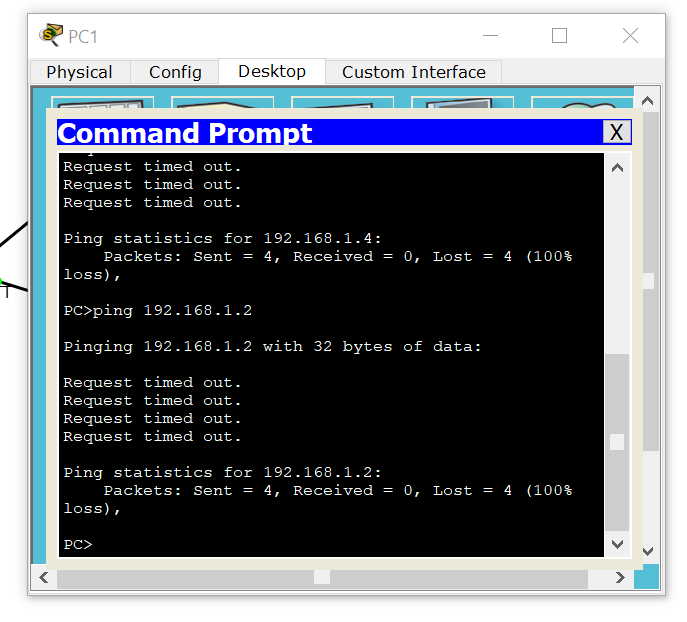 PC1
Physical Config Desktop Custom Interface
Command Prompt X
Request timed out.
Request timed out.
Request timed out.

Ping statistics for 192.168.1.4:
    Packets: Sent = 4, Received = 0, Lost = 4 (100%
loss),

PC>ping 192.168.1.2

Pinging 192.168.1.2 with 32 bytes of data:

Request timed out.
Request timed out.
Request timed out.
Request timed out.

Ping statistics for 192.168.1.2:
    Packets: Sent = 4, Received = 0, Lost = 4 (100%
loss),

PC>